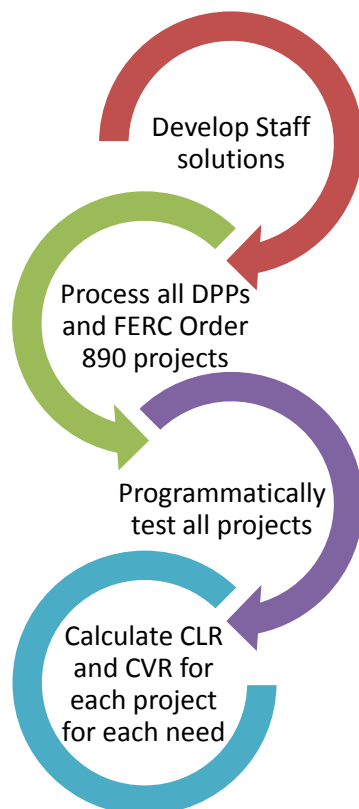 Develop Staff
solutions
Process all DPPs
and FERC Order
890 projects
Programmatically
test all projects
Calculate CLR
and CVR for
each project
for each need